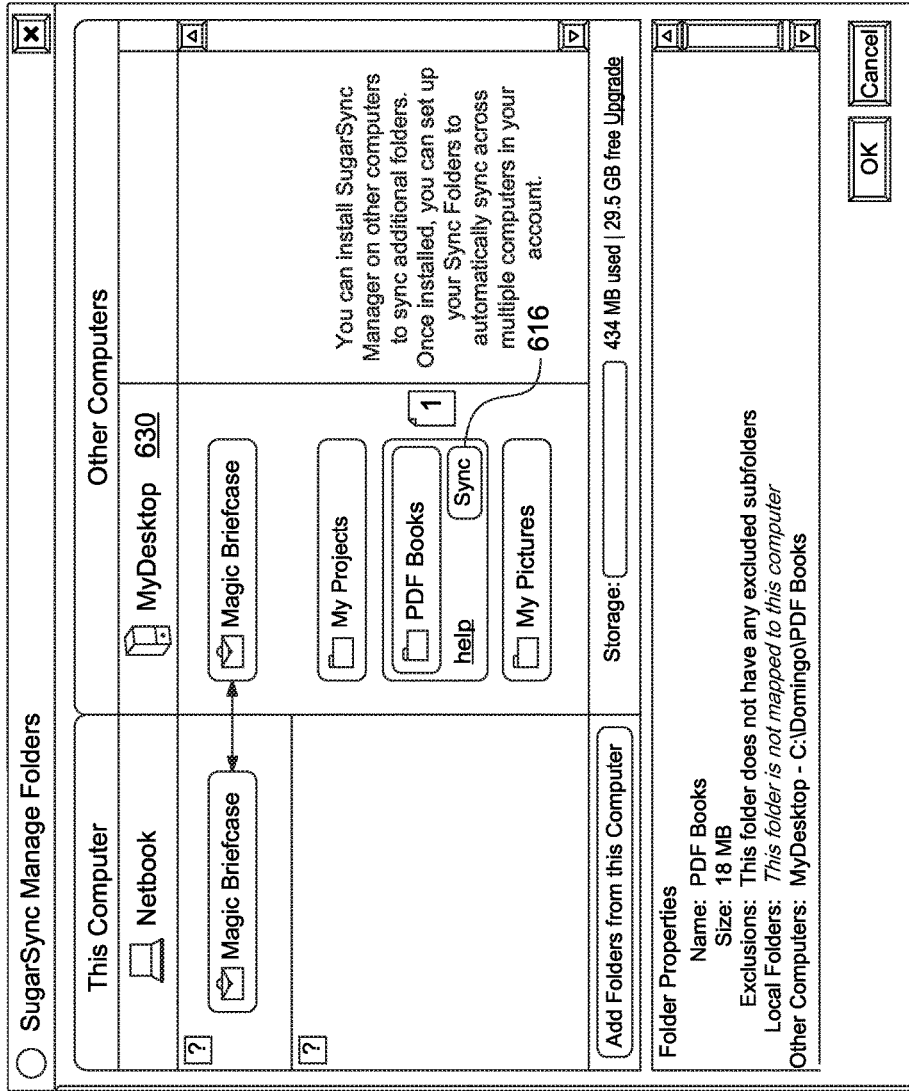 SugarSync Manage Folders
x
This Computer
Other Computers
Netbook
MyDesktop 630
?
Magic Briefcase
Magic Briefcase
?
My Projects
PDF Books
1
help
Sync
My Pictures
You can install SugarSync
Manager on other computers
to sync additional folders.
Once installed, you can set up
your Sync Folders to
automatically sync across
multiple computers in your
account.
616
Add Folders from this Computer
Storage:
434 MB used | 29.5 GB free Upgrade
Folder Properties
Name: PDF Books
Size: 18 MB
Exclusions: This folder does not have any excluded subfolders
Local Folders: This folder is not mapped to this computer
Other Computers: MyDesktop - C:\Domingo\PDF Books
OK
Cancel